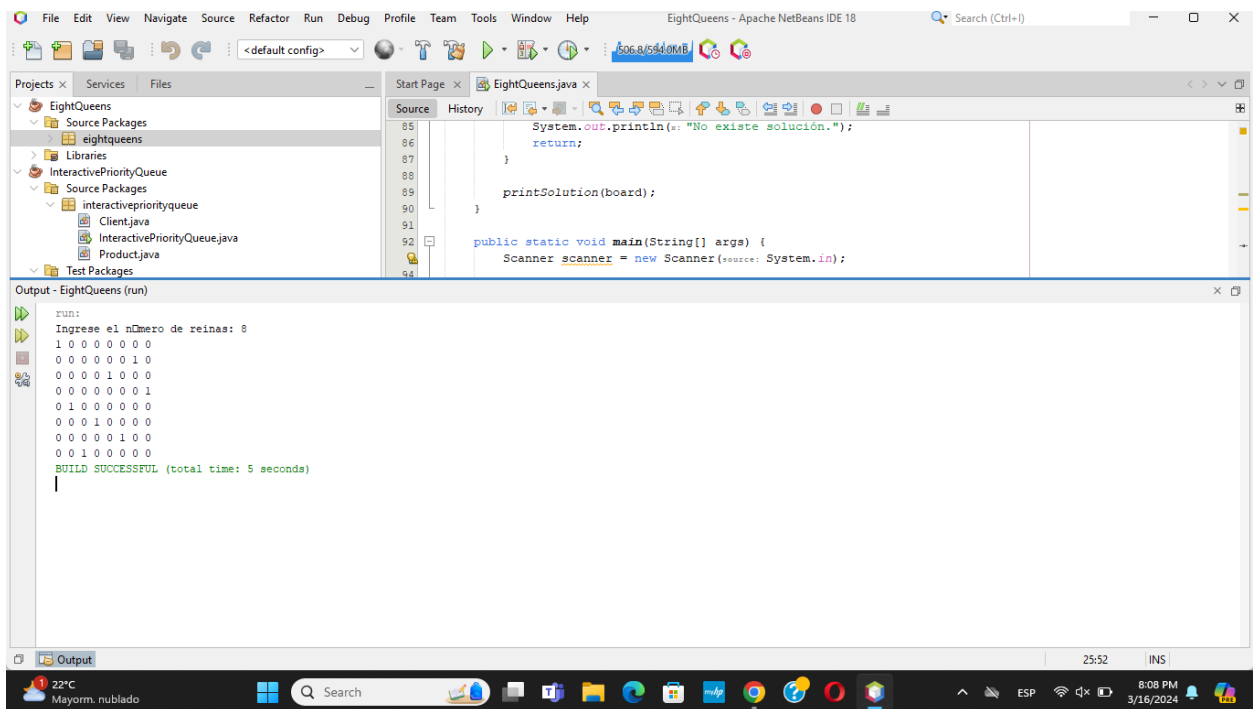 File Edit View Navigate Source Refactor Run Debug Profile Team Tools Window Help EightQueens - Apache NetBeans IDE 18 Search (Ctrl+I)
<default config> 506.8/594.0MB
Projects Services Files
EightQueens
Source Packages
eightqueens
Libraries
InteractivePriorityQueue
Source Packages
interactivepriorityqueue
Client.java
InteractivePriorityQueue.java
Product.java
Test Packages
Start Page EightQueens.java
Source History
85 System.out.println(x: "No existe solución.");
86 return;
87 }
88
89 printSolution(board);
90 }
91
92 public static void main(String[] args) {
Scanner scanner = new Scanner(source: System.in);
94
Output - EightQueens (run)
run:
Ingrese el n�mero de reinas: 8
1 0 0 0 0 0 0 0
0 0 0 0 0 0 1 0
0 0 0 0 1 0 0 0
0 0 0 0 0 0 0 1
0 1 0 0 0 0 0 0
0 0 0 1 0 0 0 0
0 0 0 0 0 1 0 0
0 0 1 0 0 0 0 0
BUILD SUCCESSFUL (total time: 5 seconds)
Output 25:52 INS
1 22°C
Mayorm. nublado
Search
ESP
8:08 PM
3/16/2024